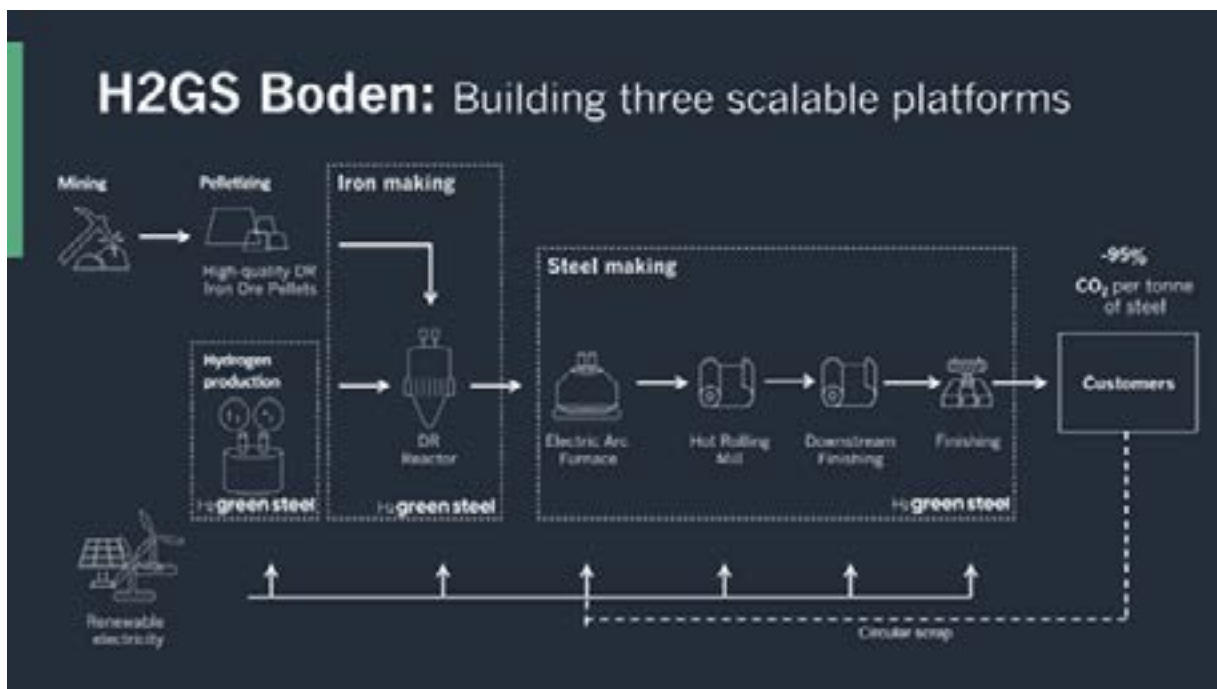 H2GS Boden: Building three scalable platforms
Mining
Pelletizing
High-quality DR
Iron Ore Pellets
Iron making
Hydrogen
production
H2green steel
DR
Reactor
H2green steel
Steel making
Electric Arc
Furnace
Hot Rolling
Mill
Downstream
Finishing
Finishing
H2green steel
-95%
CO₂ per tonne
of steel
Customers
Renewable
electricity
Circular scrap